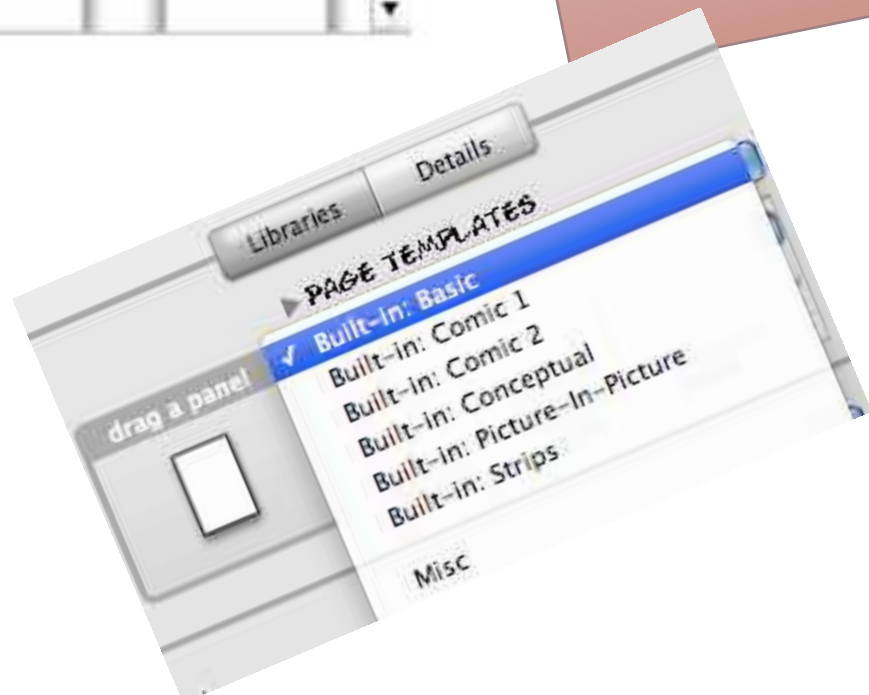 Libraries Details
PAGE TEMPLATES
✓ Built-in: Basic
Built-in: Comic 1
Built-in: Comic 2
Built-in: Conceptual
Built-in: Picture-In-Picture
Built-in: Strips
Misc
drag a panel